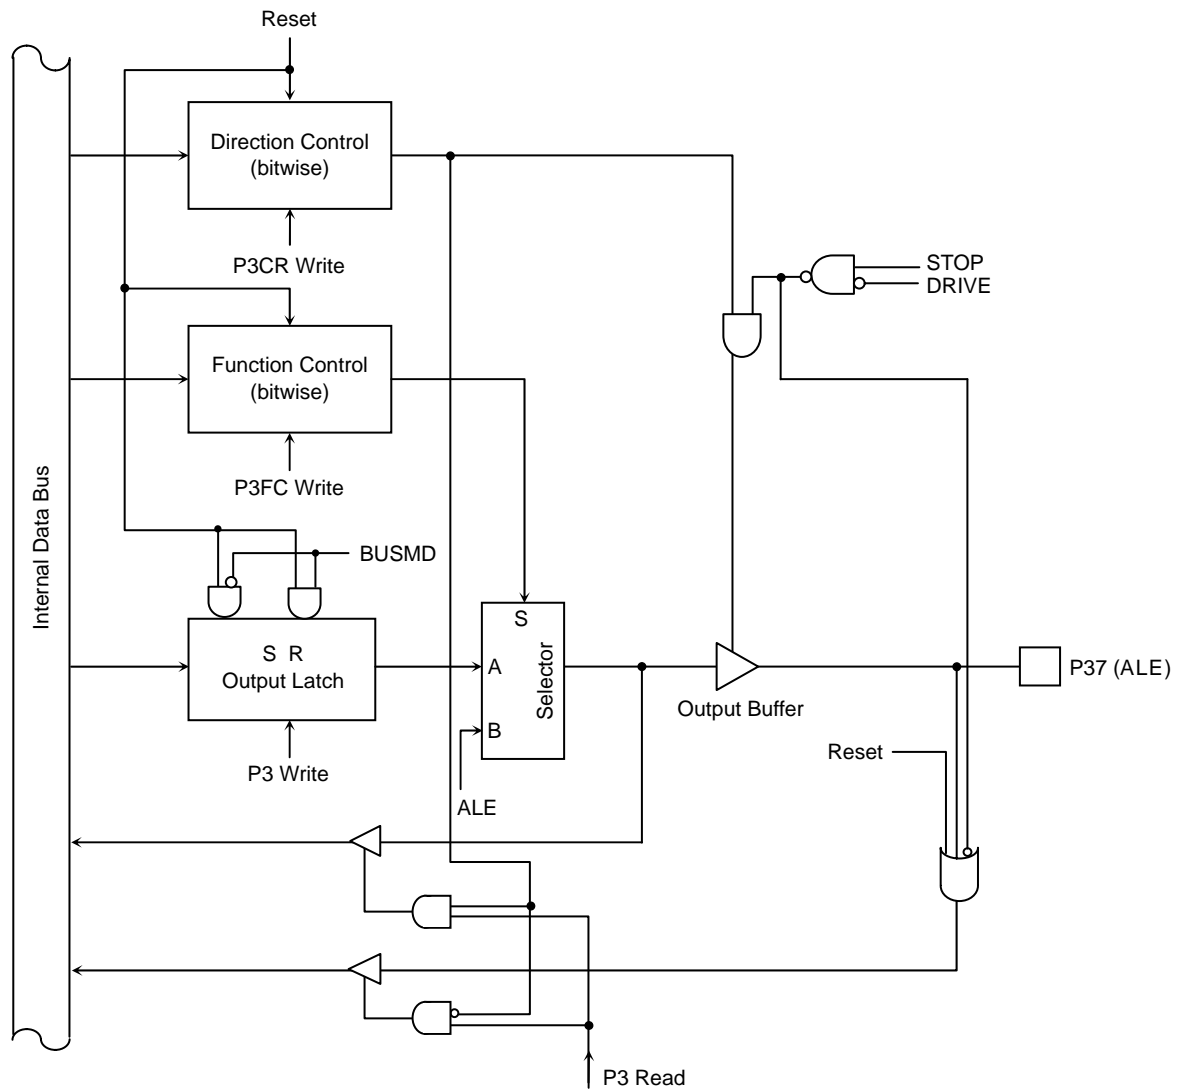 Reset
Direction Control
(bitwise)
P3CR Write
STOP
DRIVE
Function Control
(bitwise)
P3FC Write
Internal Data Bus
BUSMD
S R
Output Latch
P3 Write
S
A
B
Selector
ALE
Output Buffer
P37 (ALE)
Reset
P3 Read